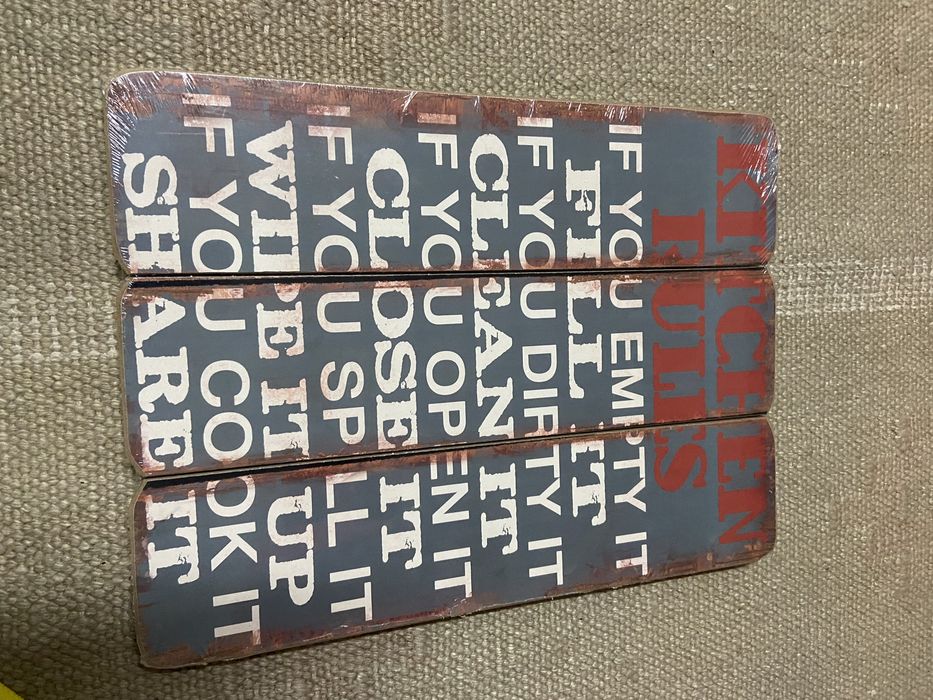 KITCHEN
RULES
IF YOU EMPTY IT
FILL IT
IF YOU DIRTY IT
CLEAN IT
IF YOU OPEN IT
CLOSE IT
IF YOU SPILL IT
WIPE IT UP
IF YOU COOK IT
SHARE IT